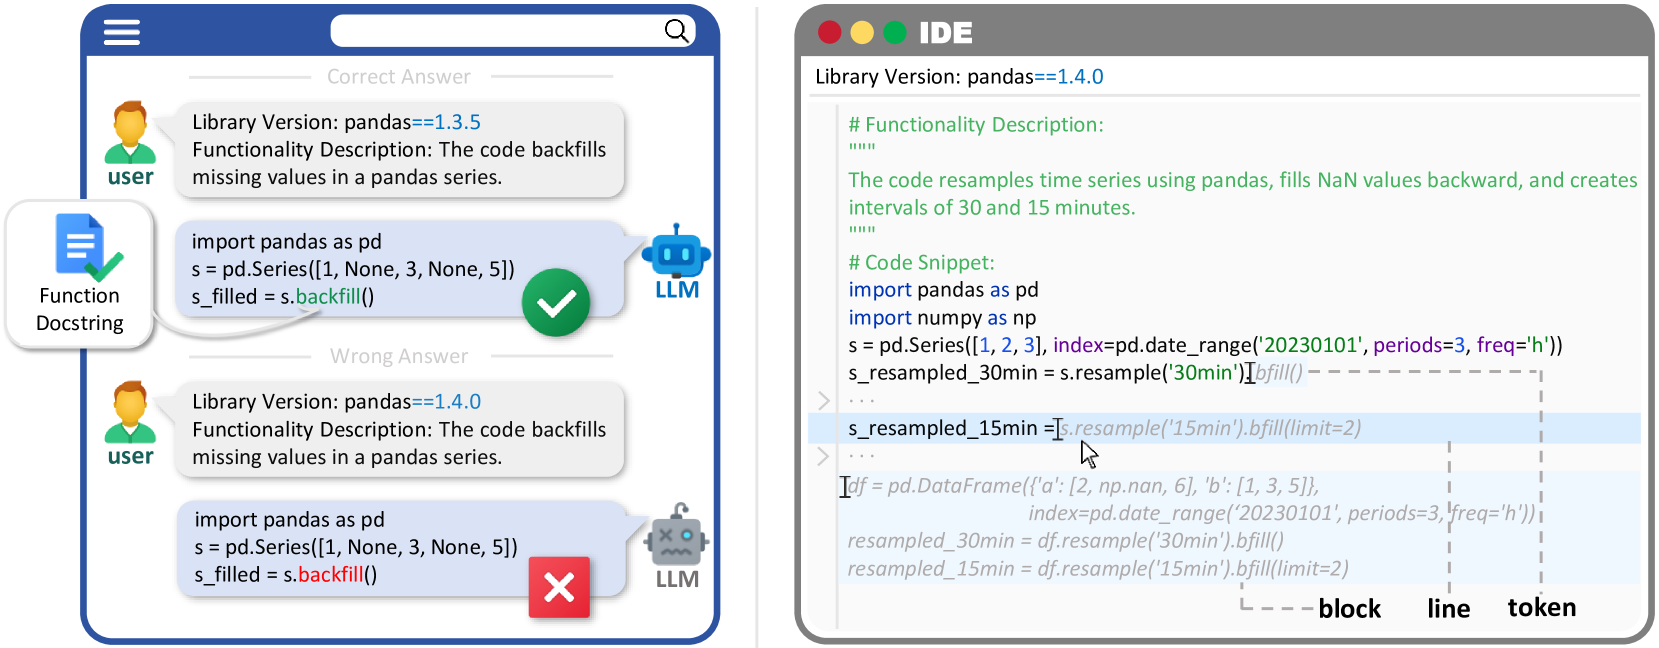 Correct Answer
Library Version: pandas==1.3.5
Functionality Description: The code backfills
missing values in a pandas series.
user
import pandas as pd
s = pd.Series([1, None, 3, None, 5])
s_filled = s.backfill()
LLM
Function
Docstring
Wrong Answer
Library Version: pandas==1.4.0
Functionality Description: The code backfills
missing values in a pandas series.
user
import pandas as pd
s = pd.Series([1, None, 3, None, 5])
s_filled = s.backfill()
LLM
IDE
Library Version: pandas==1.4.0
# Functionality Description:
"""
The code resamples time series using pandas, fills NaN values backward, and creates
intervals of 30 and 15 minutes.
"""
# Code Snippet:
import pandas as pd
import numpy as np
s = pd.Series([1, 2, 3], index=pd.date_range('20230101', periods=3, freq='h'))
s_resampled_30min = s.resample('30min').bfill()
...
s_resampled_15min = s.resample('15min').bfill(limit=2)
...
df = pd.DataFrame({'a': [2, np.nan, 6], 'b': [1, 3, 5]},
index=pd.date_range(‘20230101', periods=3, freq='h'))
resampled_30min = df.resample('30min').bfill()
resampled_15min = df.resample('15min').bfill(limit=2)
block line token